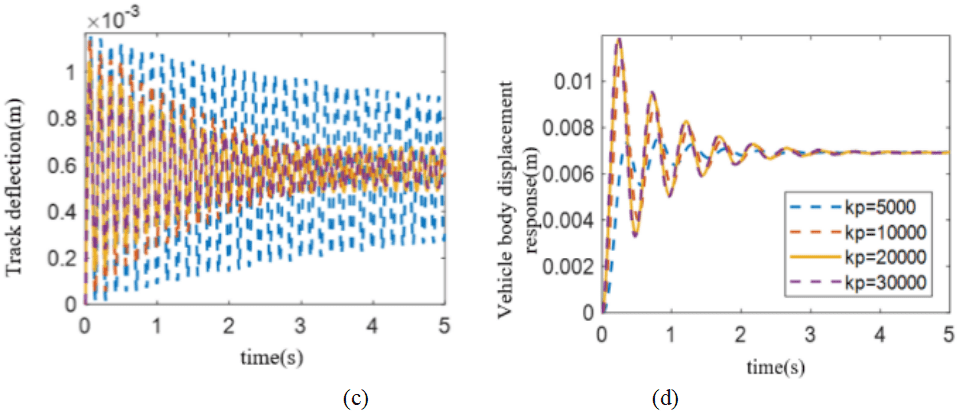 ×10⁻³
1
0.8
0.6
0.4
0.2
0
0 1 2 3 4 5
Track deflection(m)
time(s)
(c)
0.01
0.008
0.006
0.004
0.002
0
0 1 2 3 4 5
Vehicle body displacement
response(m)
kp=5000
kp=10000
kp=20000
kp=30000
time(s)
(d)